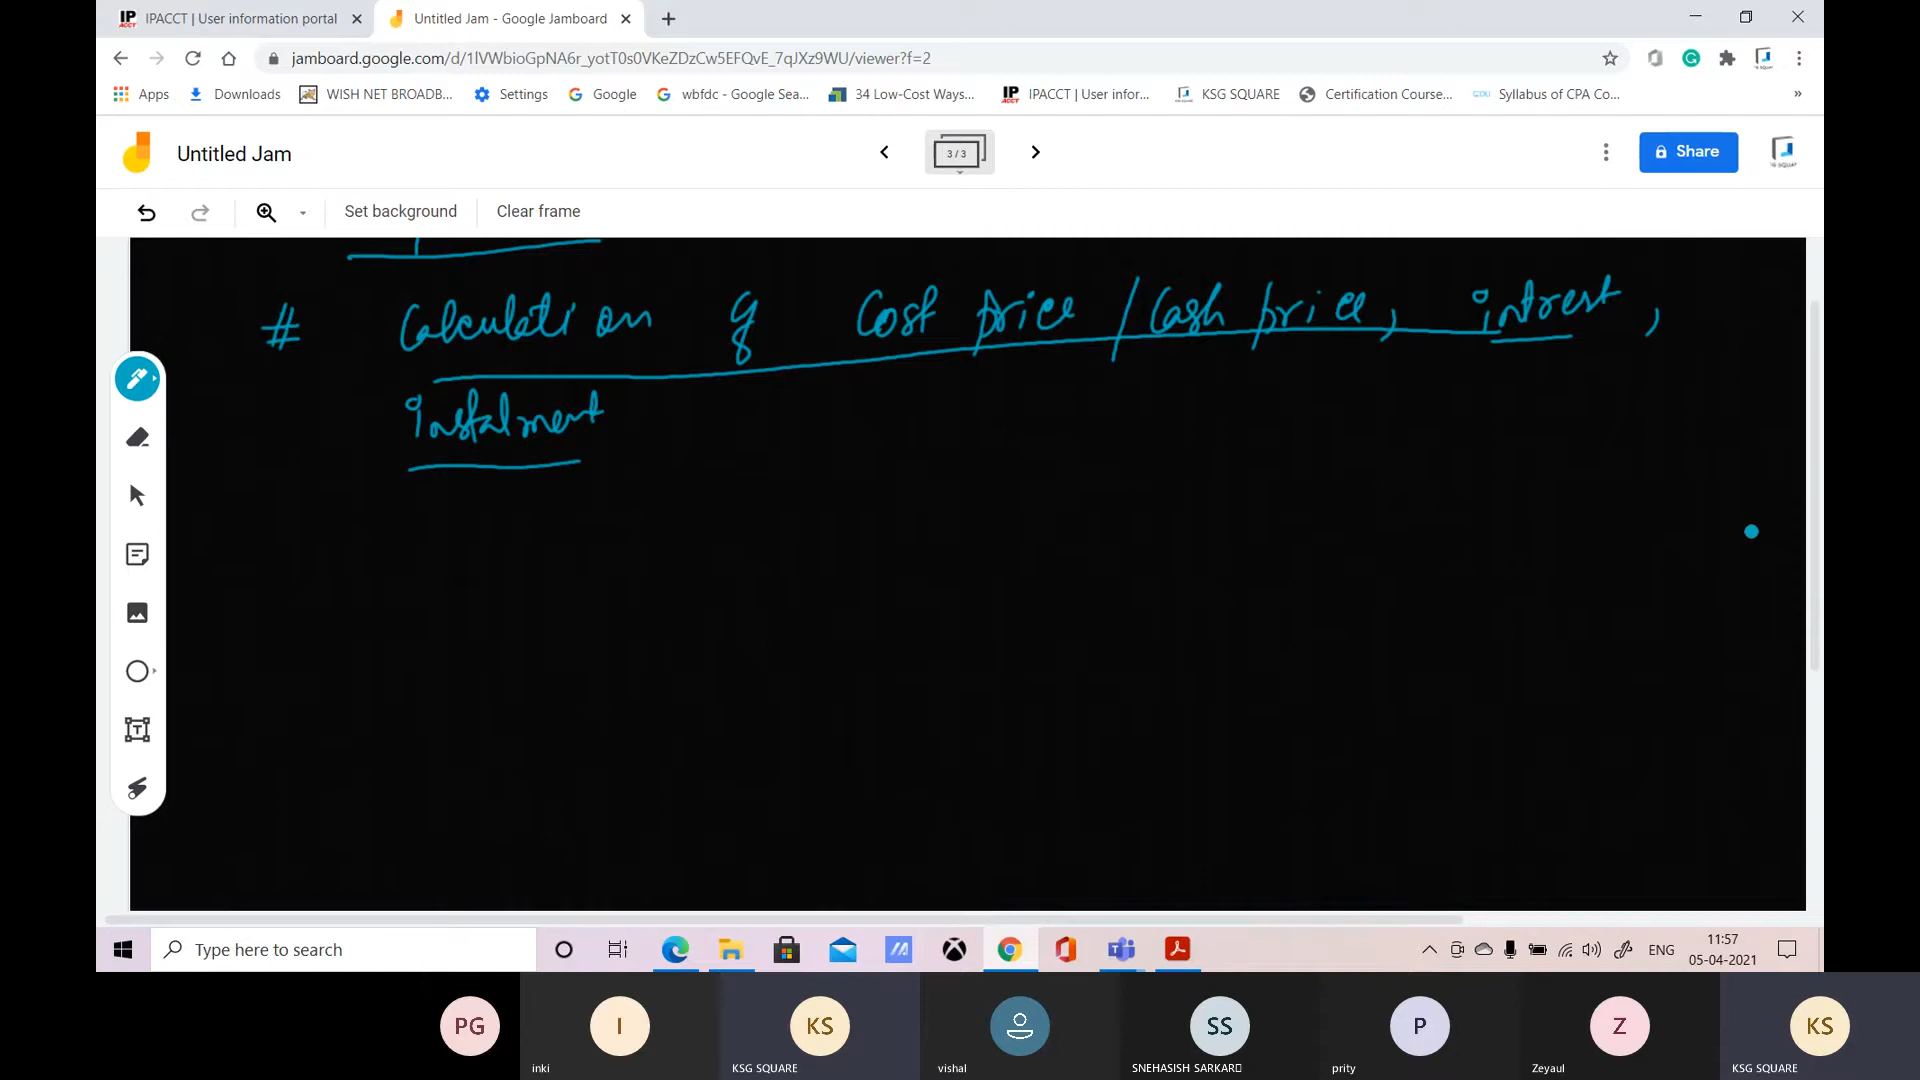 IPACCT | User information portal
Untitled Jam - Google Jamboard
jamboard.google.com/d/1lVWbioGpNA6r_yotT0s0VKeZDzCw5EFQvE_7qJXz9WU/viewer?f=2
Apps Downloads WISH NET BROADB... Settings Google wbfdc - Google Sea... 34 Low-Cost Ways... IPACCT | User infor... KSG SQUARE Certification Course... Syllabus of CPA Co... »
Untitled Jam
3 / 3
Share
Set background Clear frame
# Calculation of Cost price / Cash price, intrest,
instalment
Type here to search
ENG
11:57
05-04-2021
PG I KS SS P Z KS
inki KSG SQUARE vishal SNEHASISH SARKAR prity Zeyaul KSG SQUARE